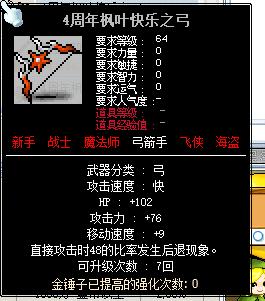 4周年枫叶快乐之弓
要求等级： 64
要求力量： 0
要求敏捷： 0
要求智力： 0
要求运气： 0
要求人气度： -
道具等级： -
道具经验值： -
新手 战士 魔法师 弓箭手 飞侠 海盗
武器分类 : 弓
攻击速度 : 快
HP : +102
攻击力 : +76
移动速度 : +9
直接攻击时48的比率发生后退现象。
可升级次数 : 7回
金锤子已提高的强化次数: 0